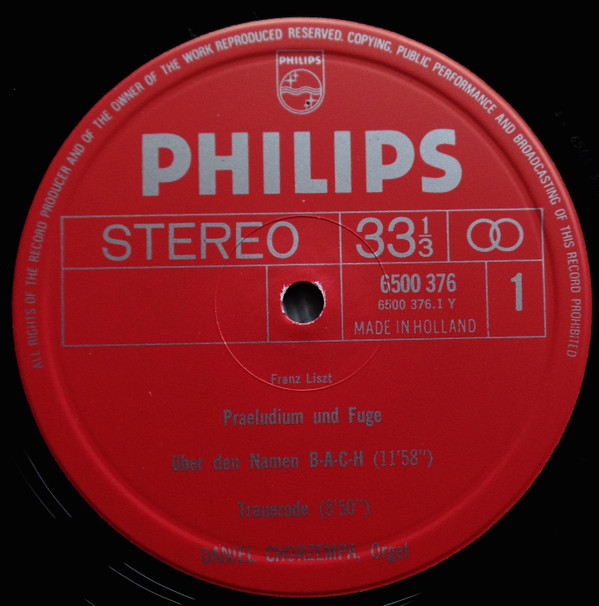 ALL RIGHTS OF THE RECORD PRODUCER AND OF THE OWNER OF THE WORK REPRODUCED RESERVED. COPYING, PUBLIC PERFORMANCE AND BROADCASTING OF THIS RECORD PROHIBITED
PHILIPS
PHILIPS
STEREO 33⅓
6500 376 1
6500 376.1 Y
MADE IN HOLLAND
Franz Liszt
Praeludium und Fuge
über den Namen B-A-C-H (11'58'')
Trauerode (8'50'')
DANIEL CHORZEMPA, Orgel